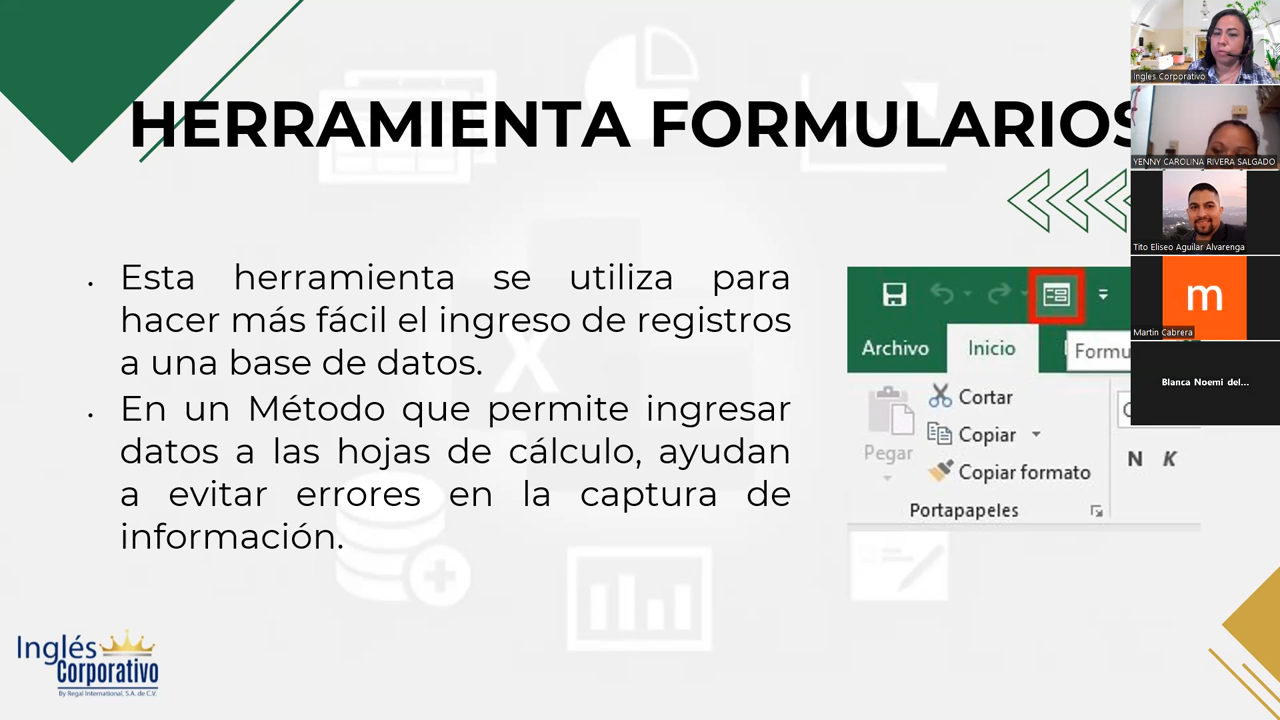 HERRAMIENTA FORMULARIOS
• Esta herramienta se utiliza para
hacer más fácil el ingreso de registros
a una base de datos.
• En un Método que permite ingresar
datos a las hojas de cálculo, ayudan
a evitar errores en la captura de
información.
Archivo
Inicio
Formu
Pegar
Cortar
Copiar
Copiar formato
Portapapeles
N K
Inglés
Corporativo
By Regal International, S.A. de C.V.
Ingles Corporativo
YENNY CAROLINA RIVERA SALGADO
Tito Eliseo Aguilar Alvarenga
m
Martin Cabrera
Blanca Noemi del...